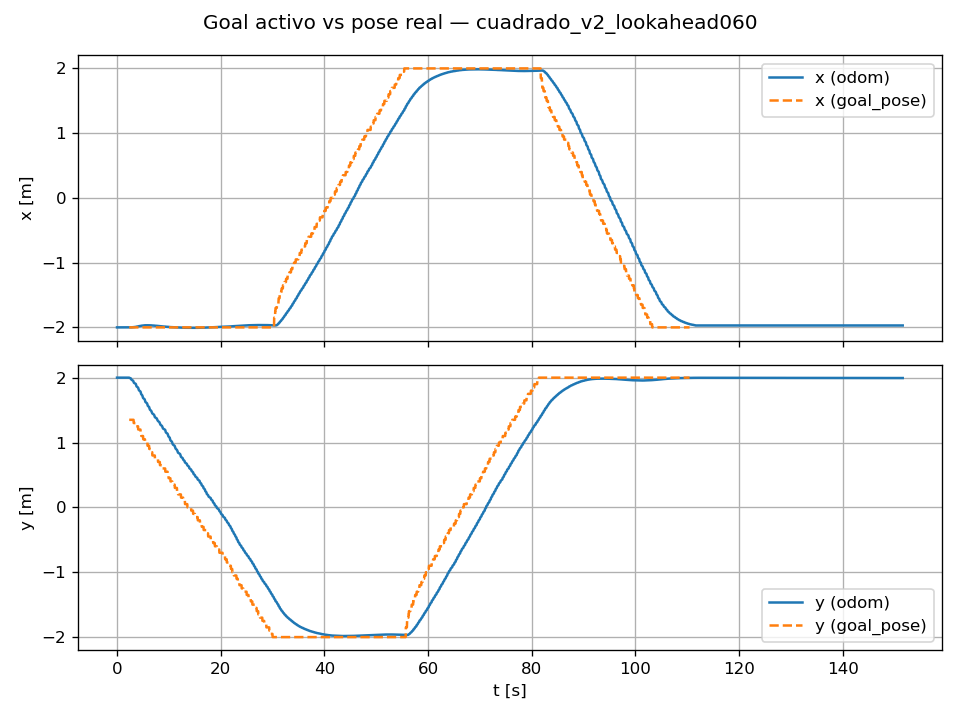 Goal activo vs pose real — cuadrado_v2_lookahead060
2
1
0
−1
−2
x [m]
x (odom)
x (goal_pose)
2
1
0
−1
−2
y [m]
y (odom)
y (goal_pose)
0 20 40 60 80 100 120 140
t [s]